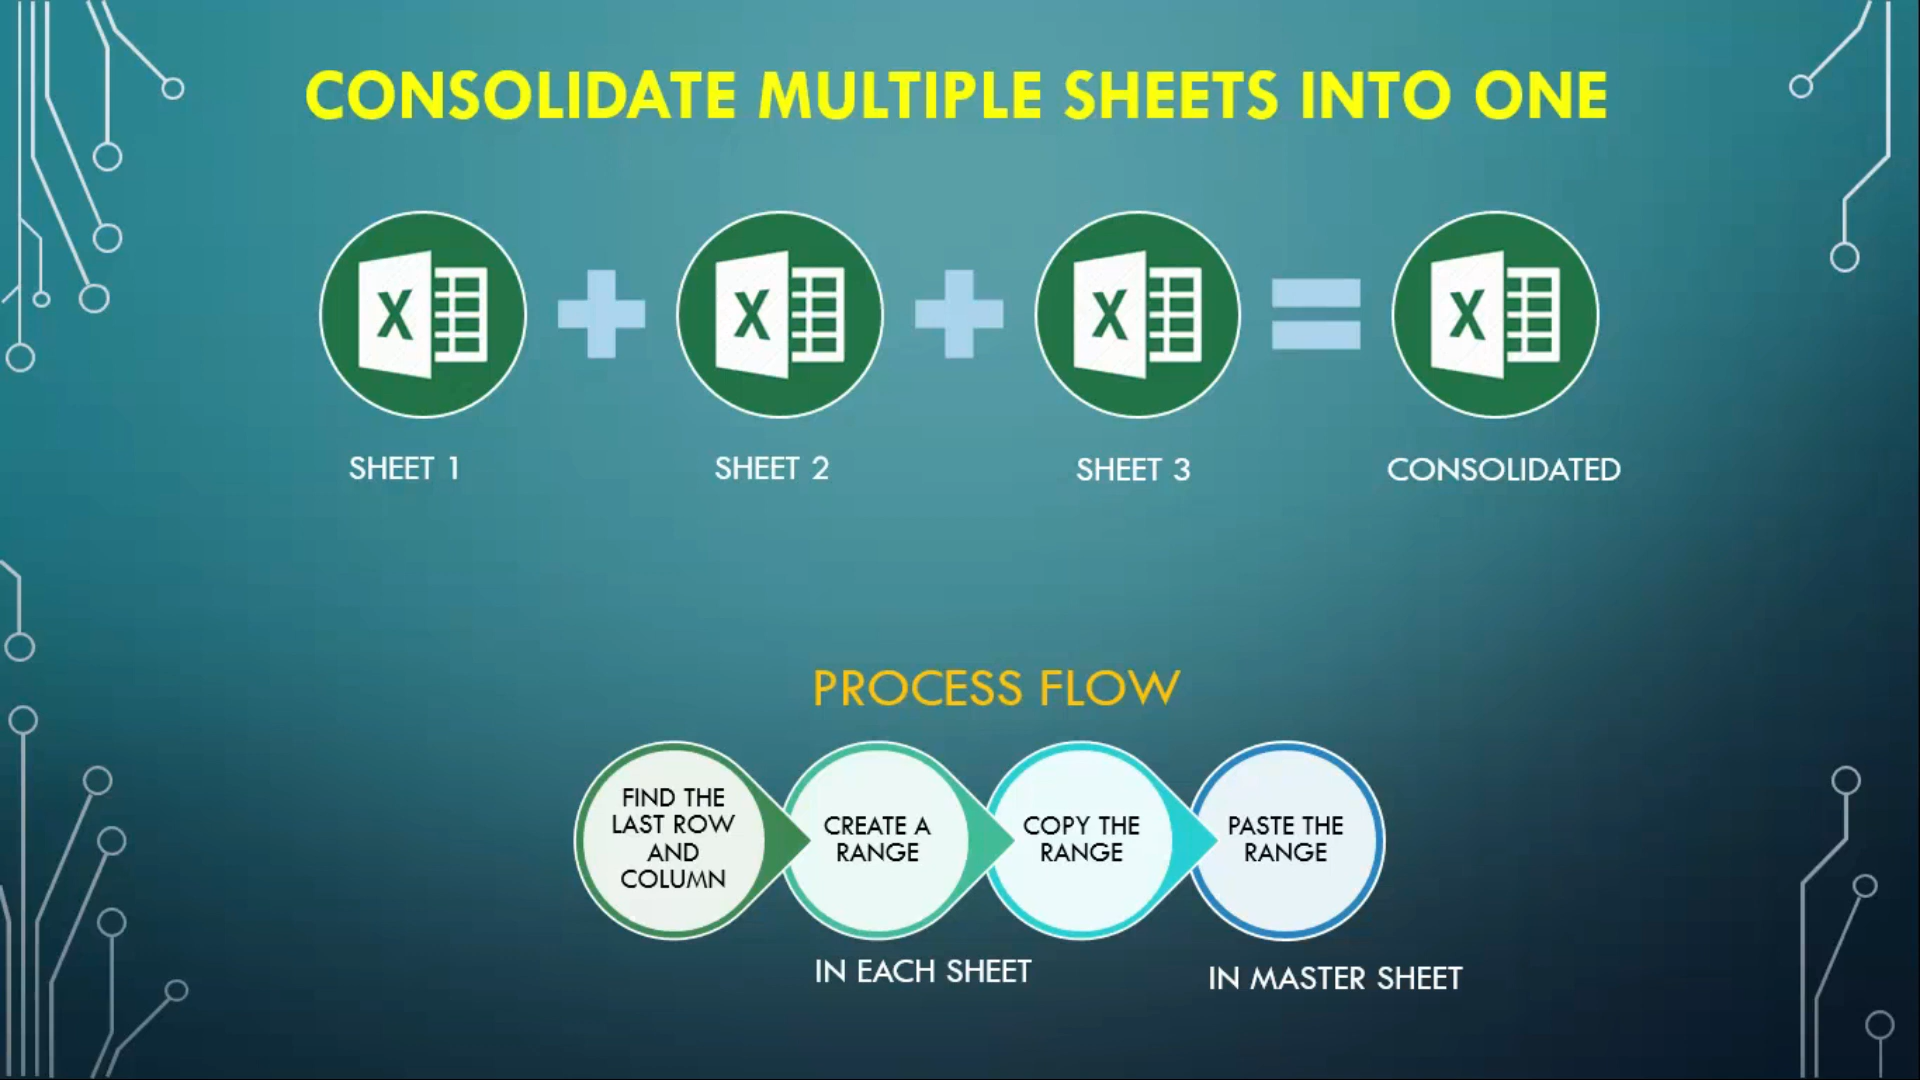 CONSOLIDATE MULTIPLE SHEETS INTO ONE
X
X
X
X
SHEET 1
SHEET 2
SHEET 3
CONSOLIDATED
PROCESS FLOW
FIND THE
LAST ROW
AND
COLUMN
CREATE A
RANGE
COPY THE
RANGE
PASTE THE
RANGE
IN EACH SHEET
IN MASTER SHEET